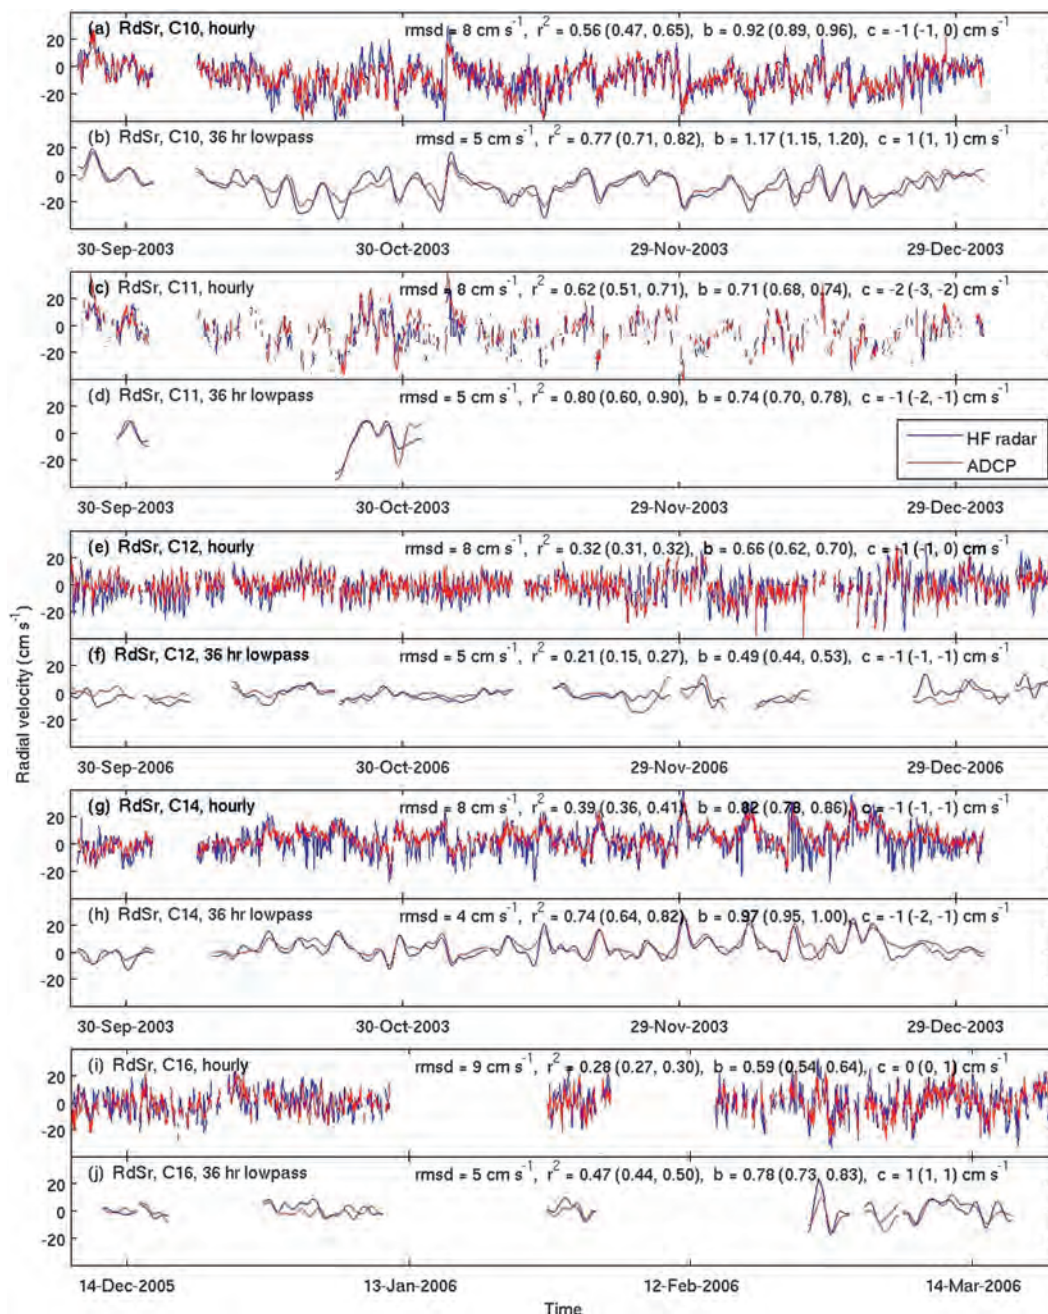 (a) RdSr, C10, hourly rmsd = 8 cm s⁻¹, r² = 0.56 (0.47, 0.65), b = 0.92 (0.89, 0.96), c = -1 (-1, 0) cm s⁻¹
20
0
-20
(b) RdSr, C10, 36 hr lowpass rmsd = 5 cm s⁻¹, r² = 0.77 (0.71, 0.82), b = 1.17 (1.15, 1.20), c = 1 (1, 1) cm s⁻¹
20
0
-20
30-Sep-2003 30-Oct-2003 29-Nov-2003 29-Dec-2003
(c) RdSr, C11, hourly rmsd = 8 cm s⁻¹, r² = 0.62 (0.51, 0.71), b = 0.71 (0.68, 0.74), c = -2 (-3, -2) cm s⁻¹
20
0
-20
(d) RdSr, C11, 36 hr lowpass rmsd = 5 cm s⁻¹, r² = 0.80 (0.60, 0.90), b = 0.74 (0.70, 0.78), c = -1 (-2, -1) cm s⁻¹
20
0
-20
HF radar
ADCP
30-Sep-2003 30-Oct-2003 29-Nov-2003 29-Dec-2003
(e) RdSr, C12, hourly rmsd = 8 cm s⁻¹, r² = 0.32 (0.31, 0.32), b = 0.66 (0.62, 0.70), c = -1 (-1, 0) cm s⁻¹
20
0
-20
Radial velocity (cm s⁻¹)
(f) RdSr, C12, 36 hr lowpass rmsd = 5 cm s⁻¹, r² = 0.21 (0.15, 0.27), b = 0.49 (0.44, 0.53), c = -1 (-1, -1) cm s⁻¹
20
0
-20
30-Sep-2006 30-Oct-2006 29-Nov-2006 29-Dec-2006
(g) RdSr, C14, hourly rmsd = 8 cm s⁻¹, r² = 0.39 (0.36, 0.41), b = 0.82 (0.78, 0.86), c = -1 (-1, -1) cm s⁻¹
20
0
-20
(h) RdSr, C14, 36 hr lowpass rmsd = 4 cm s⁻¹, r² = 0.74 (0.64, 0.82), b = 0.97 (0.95, 1.00), c = -1 (-2, -1) cm s⁻¹
20
0
-20
30-Sep-2003 30-Oct-2003 29-Nov-2003 29-Dec-2003
(i) RdSr, C16, hourly rmsd = 9 cm s⁻¹, r² = 0.28 (0.27, 0.30), b = 0.59 (0.54, 0.64), c = 0 (0, 1) cm s⁻¹
20
0
-20
(j) RdSr, C16, 36 hr lowpass rmsd = 5 cm s⁻¹, r² = 0.47 (0.44, 0.50), b = 0.78 (0.73, 0.83), c = 1 (1, 1) cm s⁻¹
20
0
-20
14-Dec-2005 13-Jan-2006 12-Feb-2006 14-Mar-2006
Time